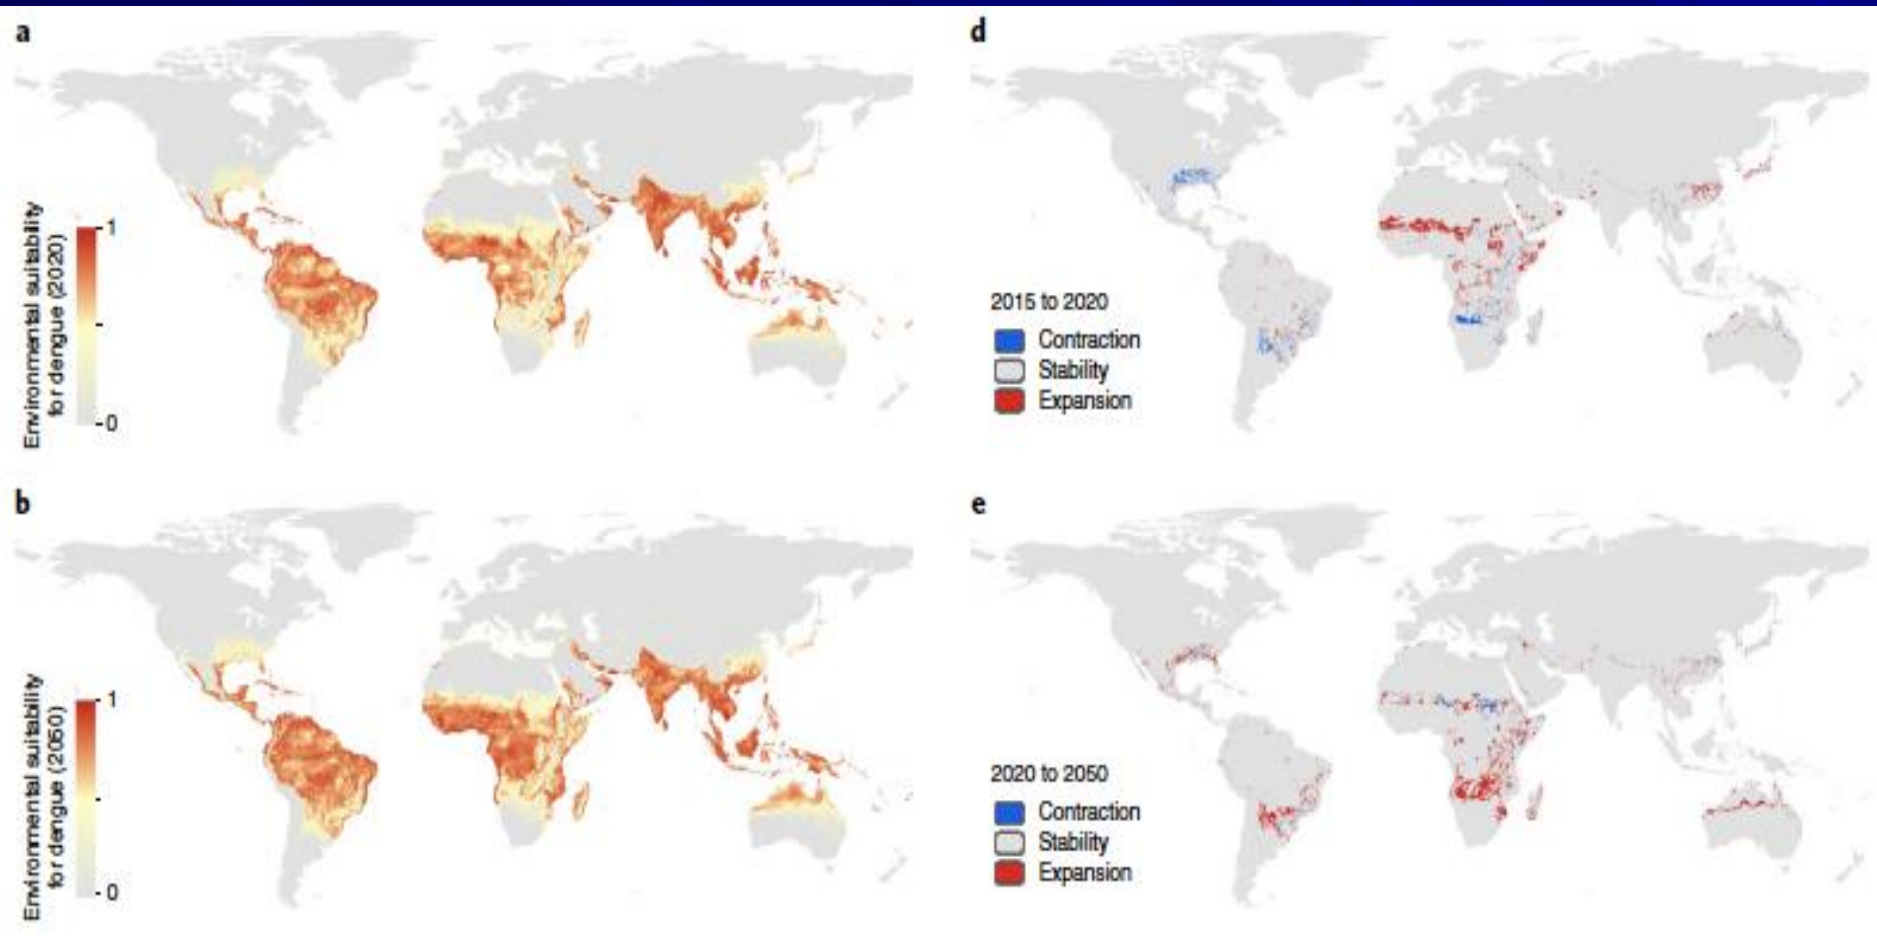 a
Environmental suitability
for dengue (2020)
1
0
d
2015 to 2020
Contraction
Stability
Expansion
b
Environmental suitability
for dengue (2050)
1
0
e
2020 to 2050
Contraction
Stability
Expansion